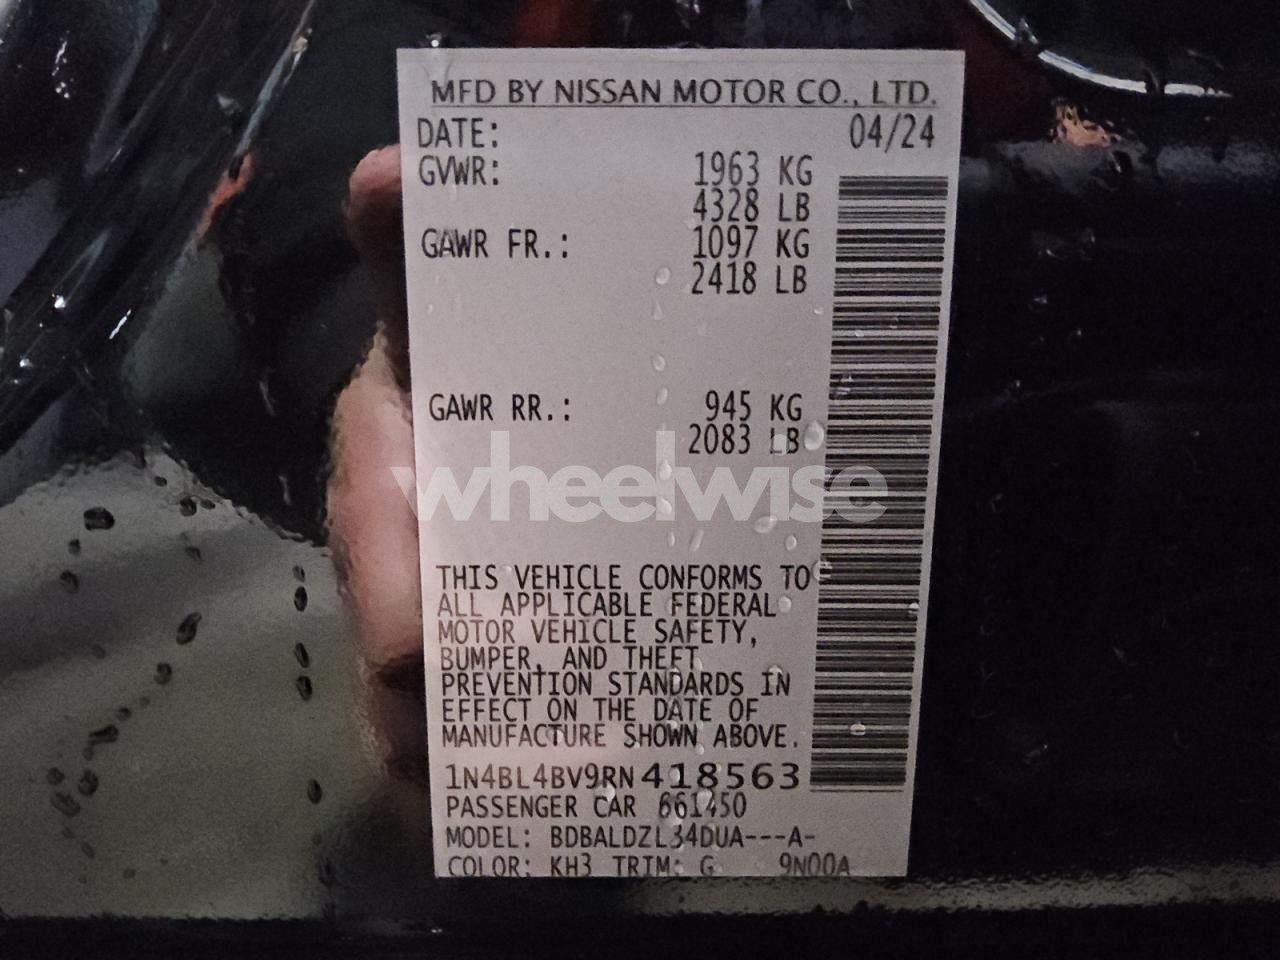 MFD BY NISSAN MOTOR CO., LTD.
DATE: 04/24
GVWR: 1963 KG
4328 LB
GAWR FR.: 1097 KG
2418 LB
GAWR RR.: 945 KG
2083 LB
wheelwise
THIS VEHICLE CONFORMS TO
ALL APPLICABLE FEDERAL
MOTOR VEHICLE SAFETY,
BUMPER, AND THEFT
PREVENTION STANDARDS IN
EFFECT ON THE DATE OF
MANUFACTURE SHOWN ABOVE.
1N4BL4BV9RN418563
PASSENGER CAR 661450
MODEL: BDBALDZL34DUA---A-
COLOR: KH3 TRIM: G 9N00A